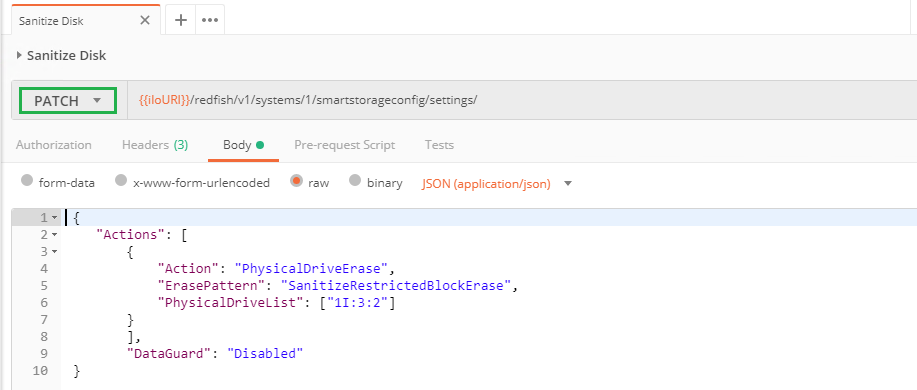 Sanitize Disk
Sanitize Disk
PATCH {{iloURI}}/redfish/v1/systems/1/smartstorageconfig/settings/
Authorization Headers (3) Body Pre-request Script Tests
form-data x-www-form-urlencoded raw binary JSON (application/json)
1 {
2 "Actions": [
3 {
4 "Action": "PhysicalDriveErase",
5 "ErasePattern": "SanitizeRestrictedBlockErase",
6 "PhysicalDriveList": ["1I:3:2"]
7 }
8 ],
9 "DataGuard": "Disabled"
10 }